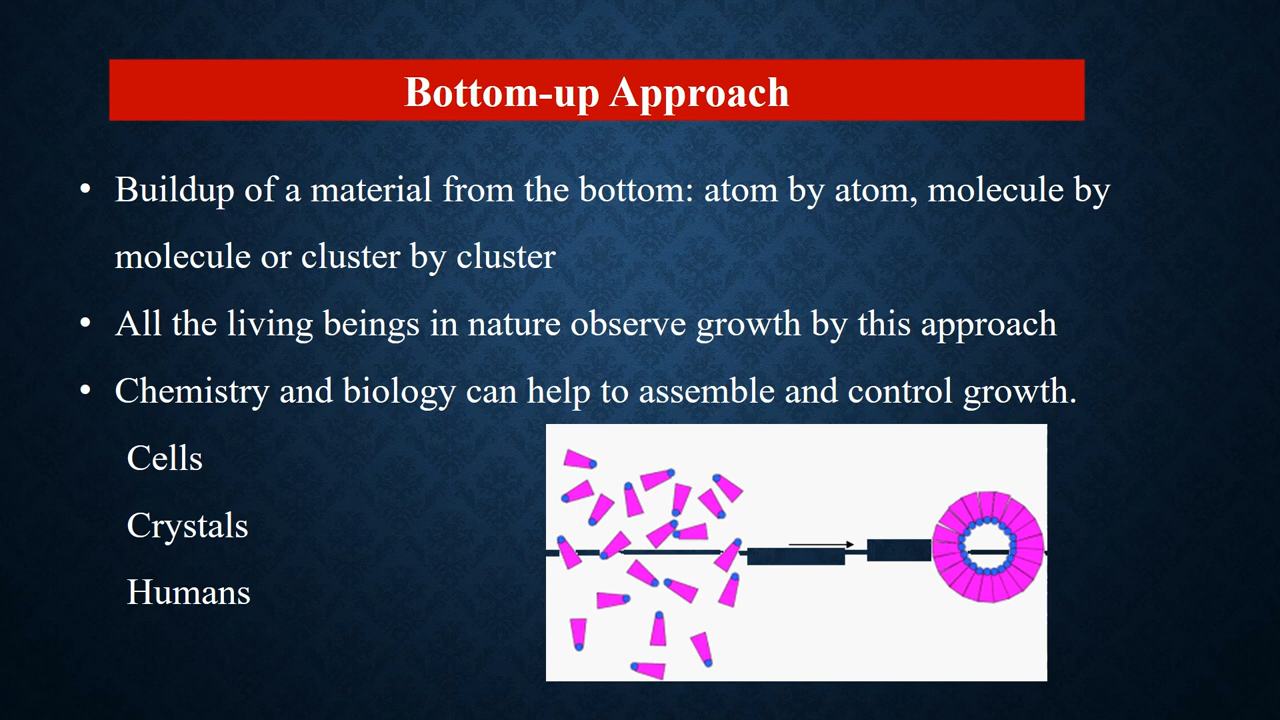 Bottom-up Approach
• Buildup of a material from the bottom: atom by atom, molecule by
molecule or cluster by cluster
• All the living beings in nature observe growth by this approach
• Chemistry and biology can help to assemble and control growth.
Cells
Crystals
Humans